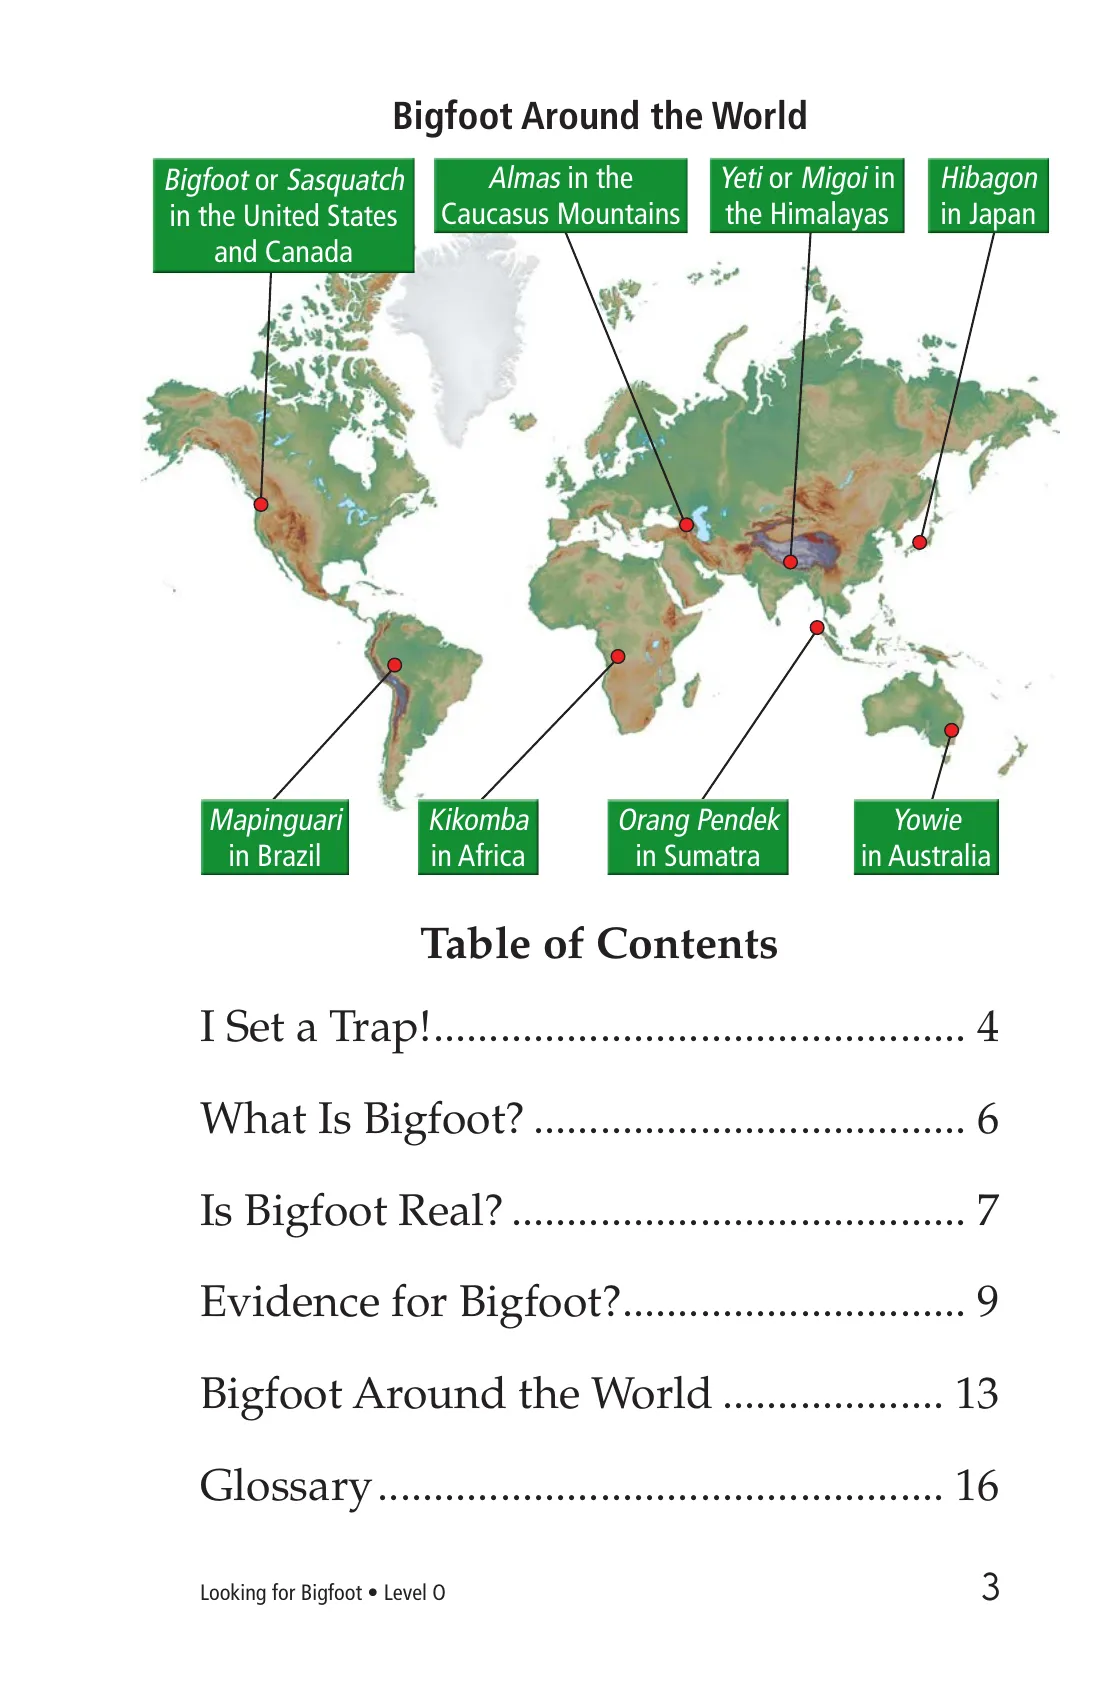 Bigfoot Around the World
Bigfoot or Sasquatch
in the United States
and Canada
Almas in the
Caucasus Mountains
Yeti or Migoi in
the Himalayas
Hibagon
in Japan
Mapinguari
in Brazil
Kikomba
in Africa
Orang Pendek
in Sumatra
Yowie
in Australia
Table of Contents
I Set a Trap!................................................ 4
What Is Bigfoot? ....................................... 6
Is Bigfoot Real? ......................................... 7
Evidence for Bigfoot?............................... 9
Bigfoot Around the World .................... 13
Glossary................................................... 16
Looking for Bigfoot • Level O
3